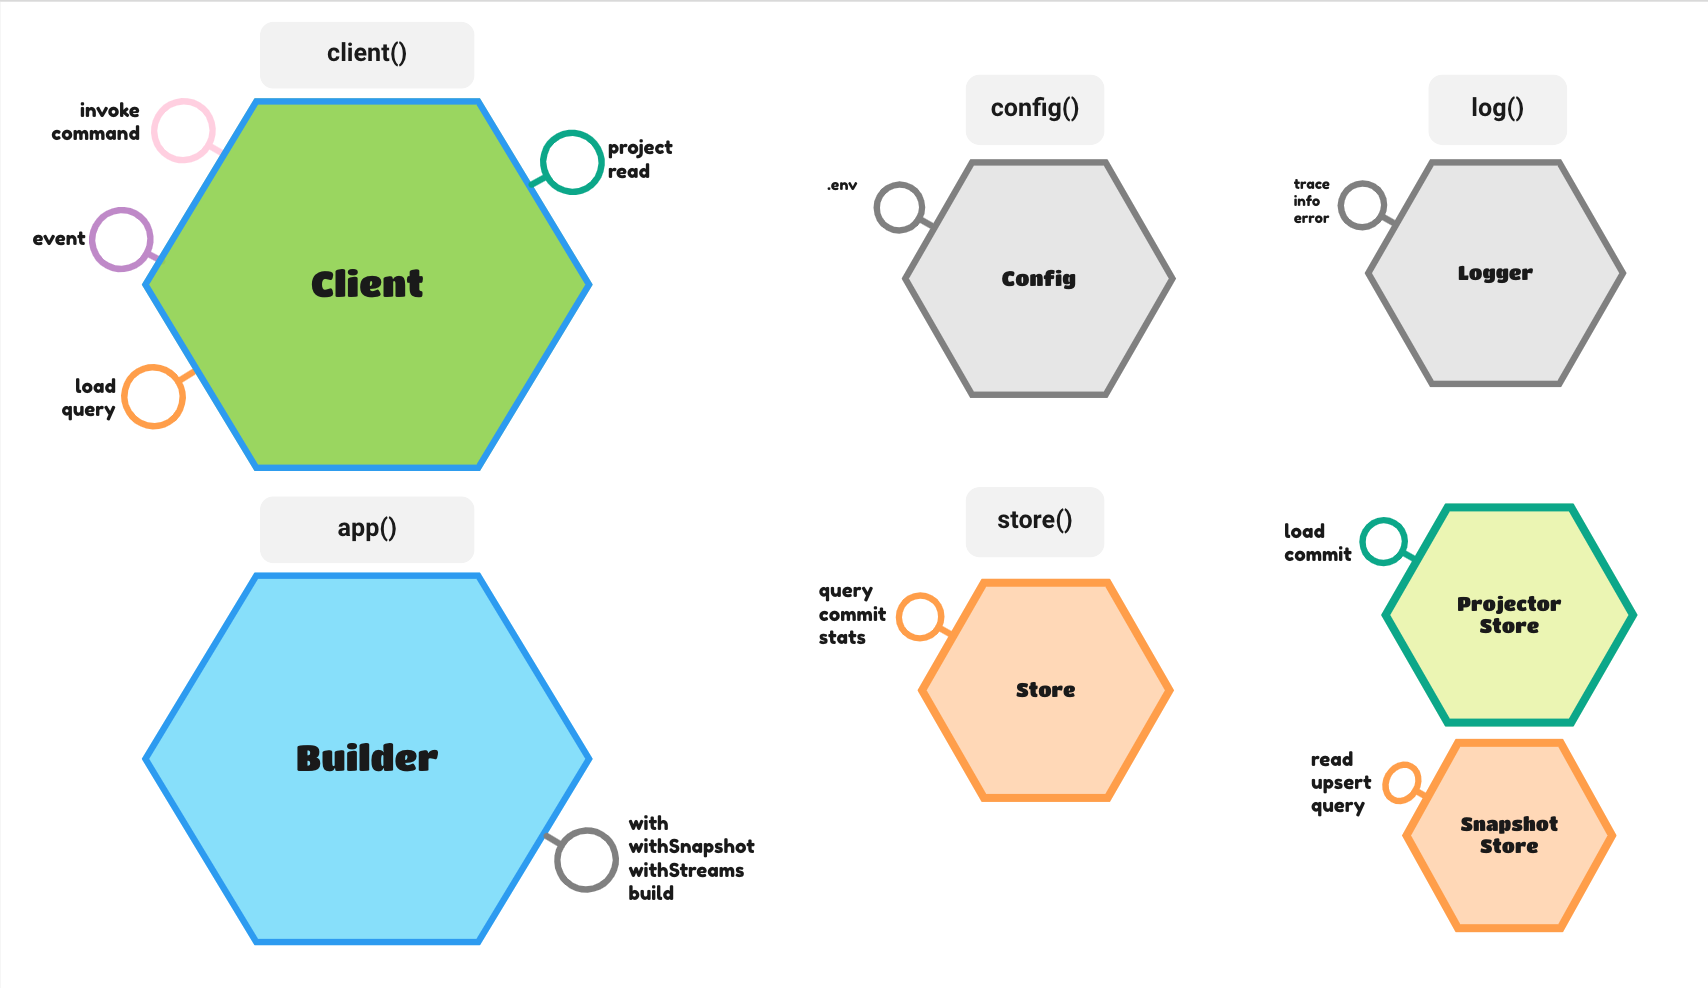 client()
invoke
command
project
read
event
Client
load
query
config()
.env
Config
log()
trace
info
error
Logger
app()
Builder
with
withSnapshot
withStreams
build
store()
query
commit
stats
Store
load
commit
Projector
Store
read
upsert
query
Snapshot
Store